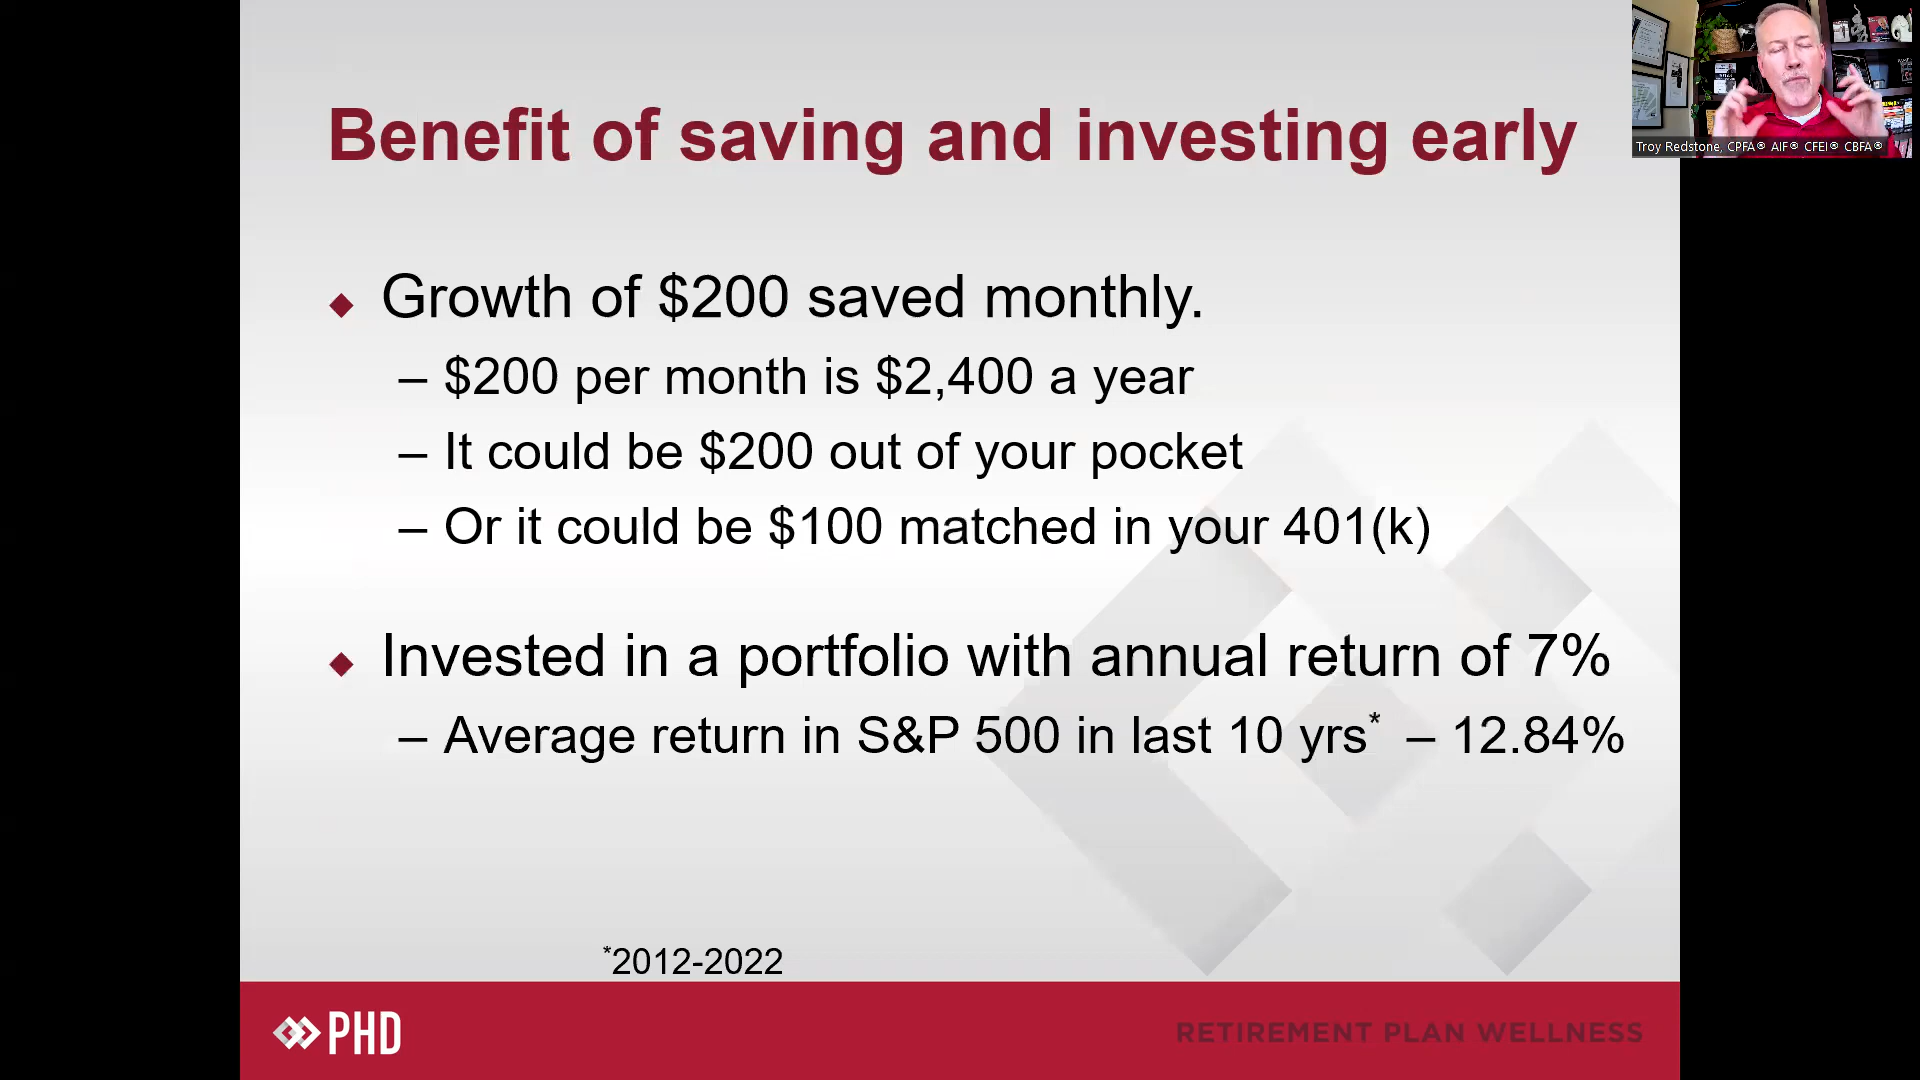 Benefit of saving and investing early
Troy Redstone, CPFA® AIF® CFEI® CBFA®
◆ Growth of $200 saved monthly.
– $200 per month is $2,400 a year
– It could be $200 out of your pocket
– Or it could be $100 matched in your 401(k)
◆ Invested in a portfolio with annual return of 7%
– Average return in S&P 500 in last 10 yrs* – 12.84%
*2012-2022
PHD
RETIREMENT PLAN WELLNESS